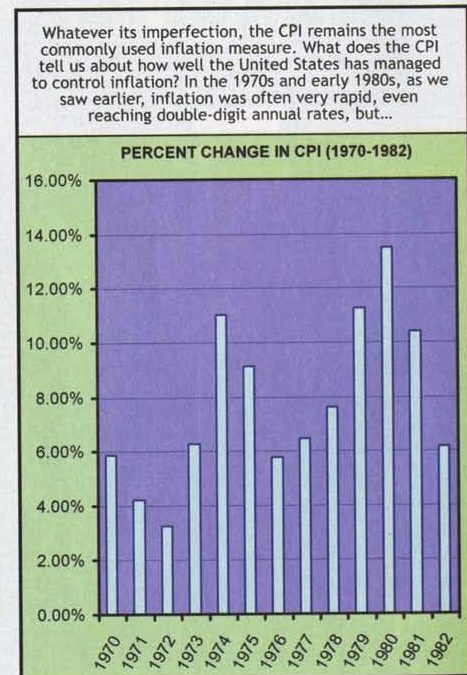 Whatever its imperfection, the CPI remains the most
commonly used inflation measure. What does the CPI
tell us about how well the United States has managed
to control inflation? In the 1970s and early 1980s, as we
saw earlier, inflation was often very rapid, even
reaching double-digit annual rates, but...
PERCENT CHANGE IN CPI (1970-1982)
16.00%
14.00%
12.00%
10.00%
8.00%
6.00%
4.00%
2.00%
0.00%
1970 1971 1972 1973 1974 1975 1976 1977 1978 1979 1980 1981 1982